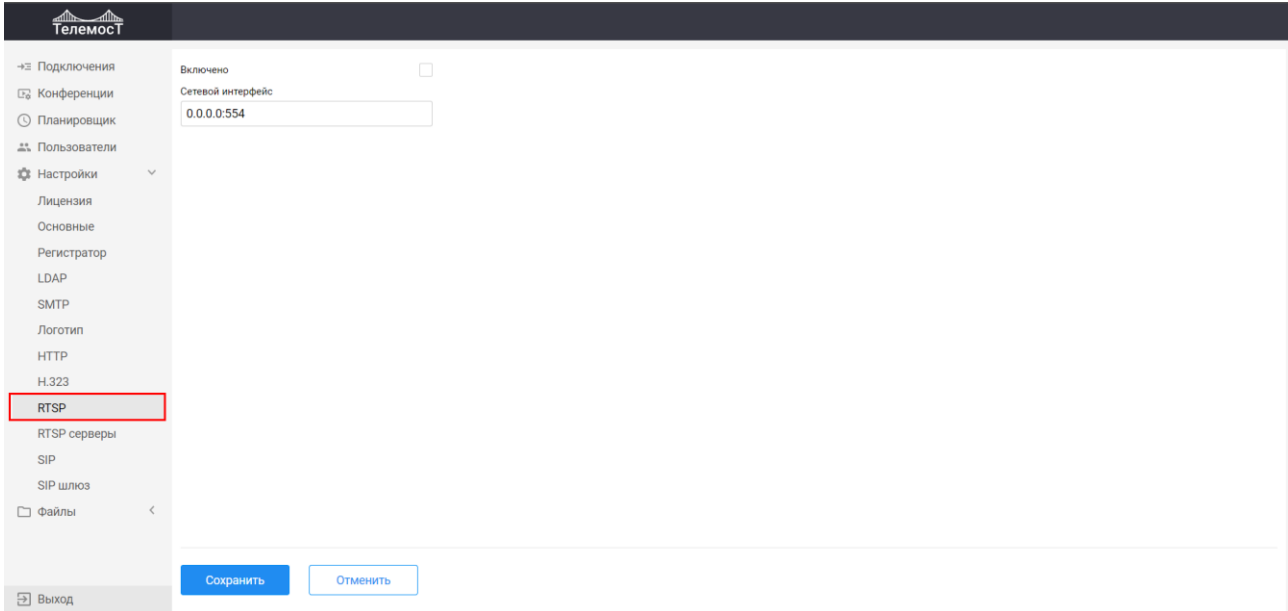 ТелемосТ
Подключения
Конференции
Планировщик
Пользователи
Настройки
Лицензия
Основные
Регистратор
LDAP
SMTP
Логотип
HTTP
H.323
RTSP
RTSP серверы
SIP
SIP шлюз
Файлы
Выход
Включено
Сетевой интерфейс
0.0.0.0:554
Сохранить
Отменить